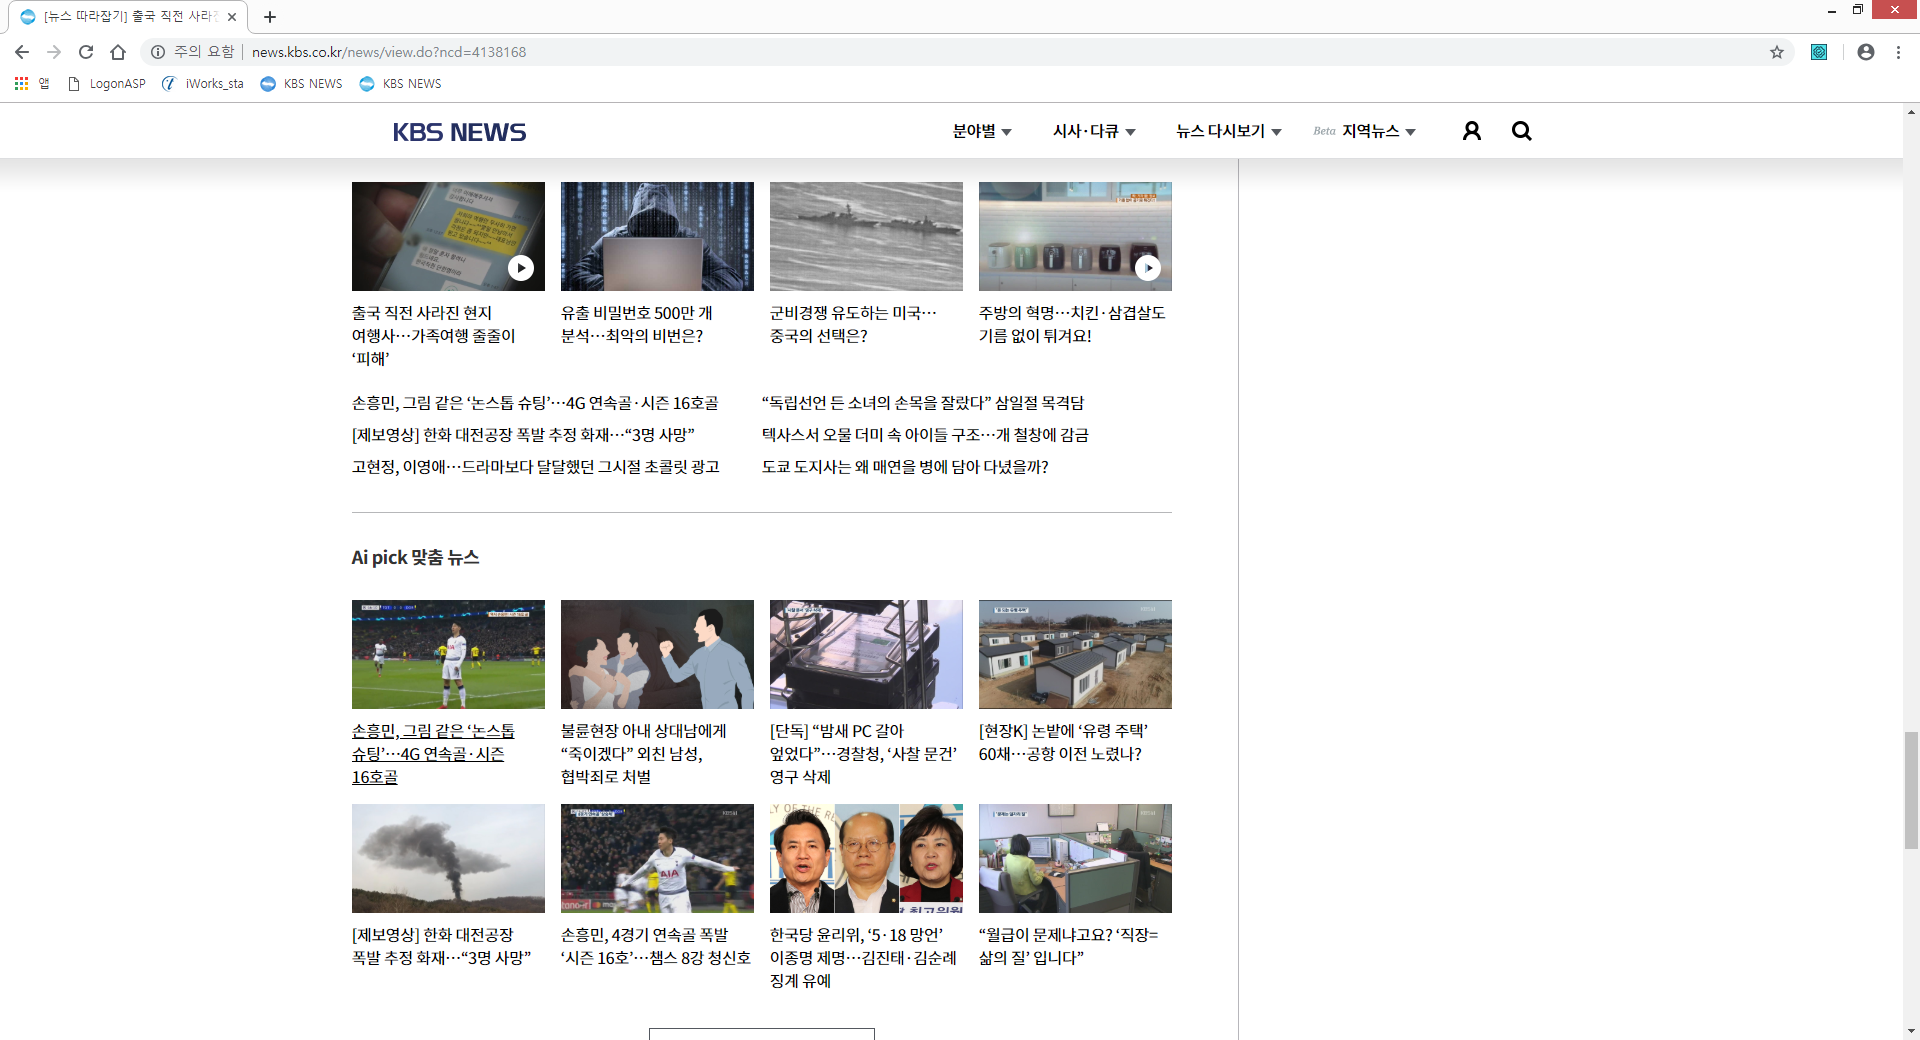 [뉴스 따라잡기] 출국 직전 사라진
주의 요함
news.kbs.co.kr/news/view.do?ncd=4138168
앱
LogonASP
iWorks_sta
KBS NEWS
KBS NEWS
KBS NEWS
분야별
시사·다큐
뉴스 다시보기
Beta 지역뉴스
출국 직전 사라진 현지
여행사…가족여행 줄줄이
‘피해’
유출 비밀번호 500만 개
분석…최악의 비번은?
군비경쟁 유도하는 미국…
중국의 선택은?
주방의 혁명…치킨·삼겹살도
기름 없이 튀겨요!
손흥민, 그림 같은 ‘논스톱 슈팅’…4G 연속골·시즌 16호골
“독립선언 든 소녀의 손목을 잘랐다” 삼일절 목격담
[제보영상] 한화 대전공장 폭발 추정 화재…“3명 사망”
텍사스서 오물 더미 속 아이들 구조…개 철창에 감금
고현정, 이영애…드라마보다 달달했던 그시절 초콜릿 광고
도쿄 도지사는 왜 매연을 병에 담아 다녔을까?
Ai pick 맞춤 뉴스
손흥민, 그림 같은 ‘논스톱
슈팅’…4G 연속골·시즌
16호골
불륜현장 아내 상대남에게
“죽이겠다” 외친 남성,
협박죄로 처벌
[단독] “밤새 PC 갈아
엎었다”…경찰청, ‘사찰 문건’
영구 삭제
[현장K] 논밭에 ‘유령 주택’
60채…공항 이전 노렸나?
AIA
[제보영상] 한화 대전공장
폭발 추정 화재…“3명 사망”
손흥민, 4경기 연속골 폭발
‘시즌 16호’…챔스 8강 청신호
한국당 윤리위, ‘5·18 망언’
이종명 제명…김진태·김순례
징계 유예
“월급이 문제냐고요? ‘직장=
삶의 질’ 입니다”